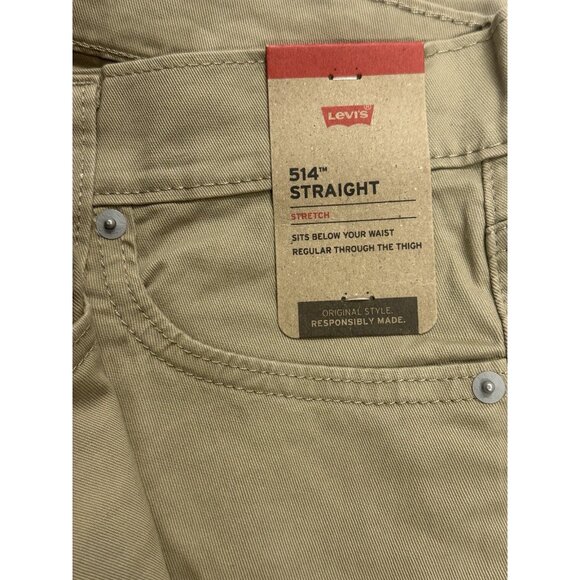 Levi's
514™
STRAIGHT
STRETCH
SITS BELOW YOUR WAIST
REGULAR THROUGH THE THIGH
ORIGINAL STYLE.
RESPONSIBLY MADE.